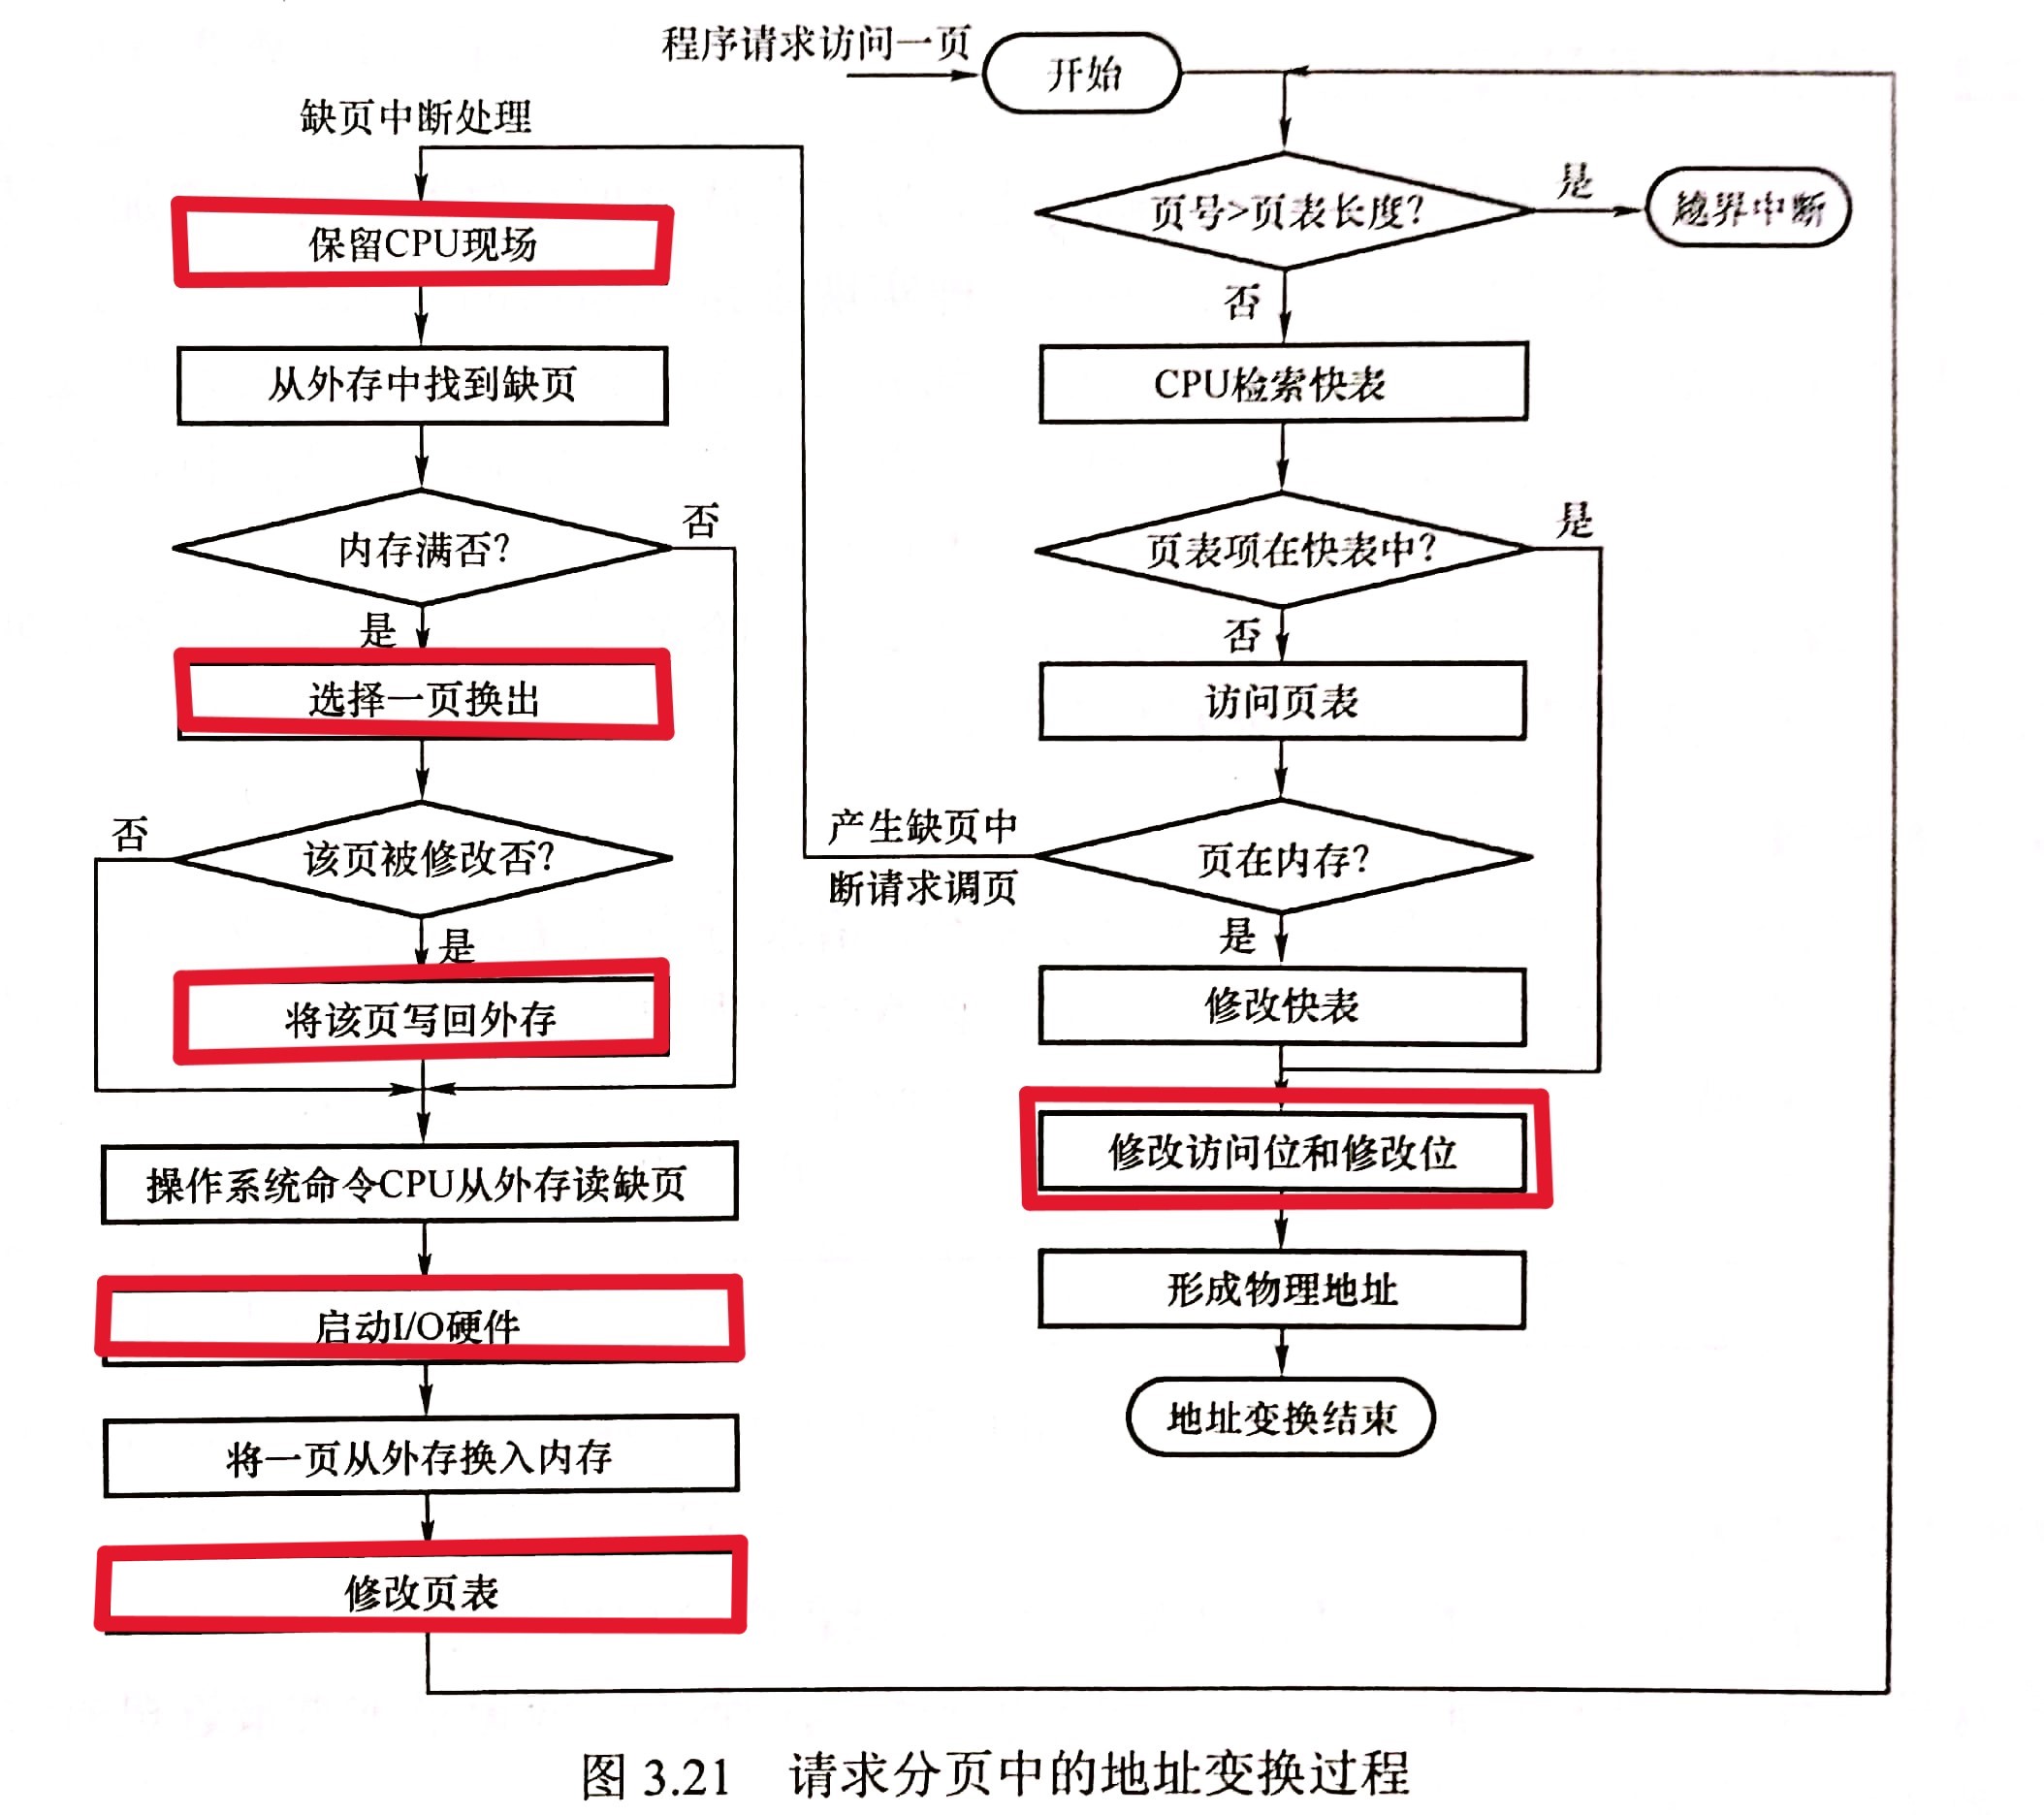 程序请求访问一页
开始
缺页中断处理
保留CPU现场
从外存中找到缺页
内存满否?
否
是
选择一页换出
该页被修改否?
否
是
将该页写回外存
操作系统命令CPU从外存读缺页
启动I/O硬件
将一页从外存换入内存
修改页表
页号>页表长度?
是
越界中断
否
CPU检索快表
页表项在快表中?
是
否
访问页表
产生缺页中
断请求调页
页在内存?
是
修改快表
修改访问位和修改位
形成物理地址
地址变换结束
图 3.21 请求分页中的地址变换过程